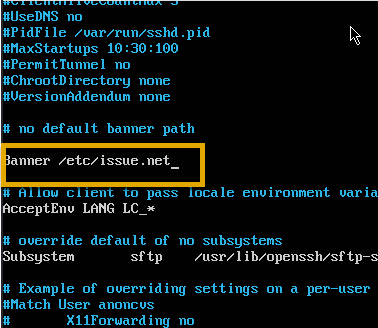 #ClientAliveCountMax 3
#UseDNS no
#PidFile /var/run/sshd.pid
#MaxStartups 10:30:100
#PermitTunnel no
#ChrootDirectory none
#VersionAddendum none
# no default banner path
Banner /etc/issue.net_
# Allow client to pass locale environment varia
AcceptEnv LANG LC_*
# override default of no subsystems
Subsystem sftp /usr/lib/openssh/sftp-s
# Example of overriding settings on a per-user
#Match User anoncvs
# X11Forwarding no